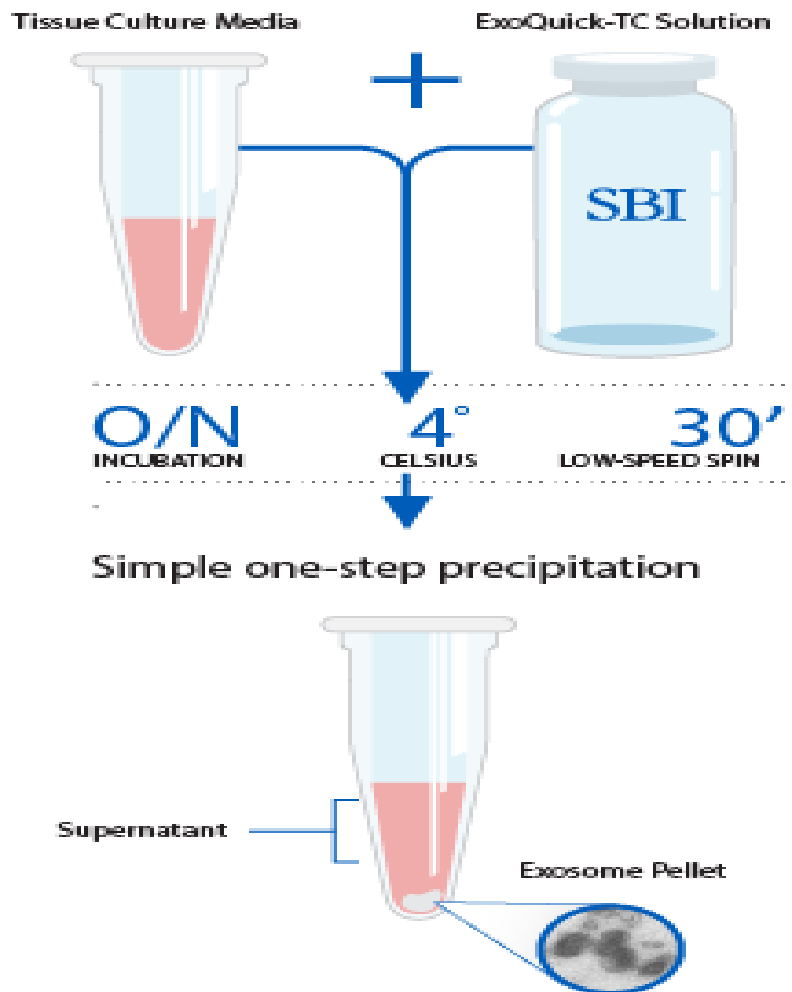 Tissue Culture Media
ExoQuick-TC Solution
+
SBI
O/N
INCUBATION
4°
CELSIUS
30’
LOW-SPEED SPIN
Simple one-step precipitation
Supernatant
Exosome Pellet